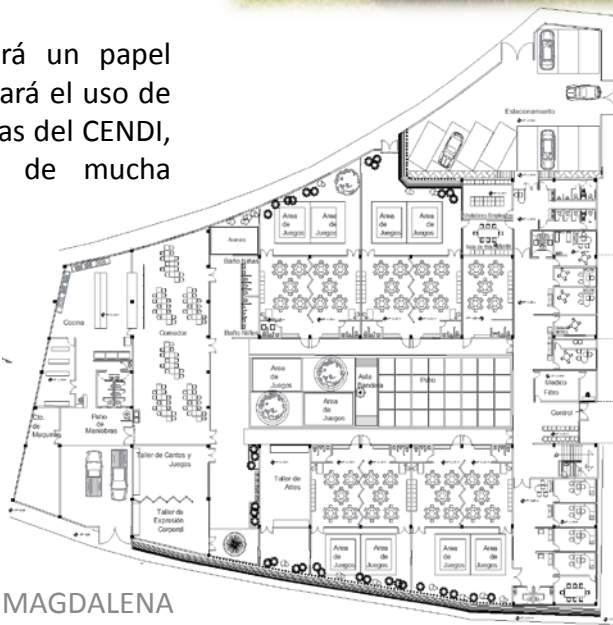 rá un papel
ará el uso de
as del CENDI,
de mucha
Estacionamiento
Area de Juegos
Area de Juegos
Area de Juegos
Area de Juegos
Baño Niñas
Cocina
Comedor
Baño Niños
Area de Juegos
Asta Bandera
Patio
Area de Juegos
Medico
Filtro
Control
Cto. de Maquinas
Patio de Maniobras
Taller de Cantos y Juegos
Taller de Artes
Taller de Expresión Corporal
Area de Juegos
Area de Juegos
Area de Juegos
Area de Juegos
MAGDALENA